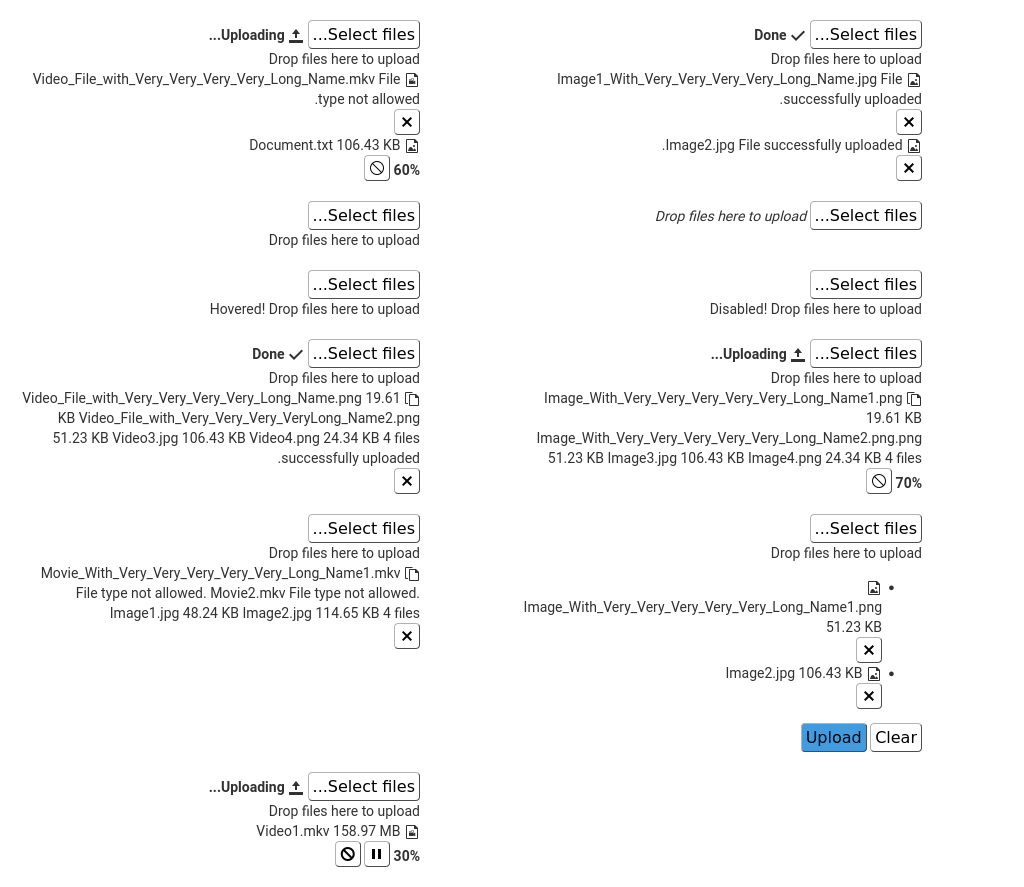 ...Uploading ...Select files
Drop files here to upload
Video_File_with_Very_Very_Very_Very_Long_Name.mkv File
.type not allowed
Document.txt 106.43 KB
60%
Done ...Select files
Drop files here to upload
Image1_With_Very_Very_Very_Very_Long_Name.jpg File
.successfully uploaded
.Image2.jpg File successfully uploaded
...Select files
Drop files here to upload
Drop files here to upload ...Select files
...Select files
Hovered! Drop files here to upload
...Select files
Disabled! Drop files here to upload
Done ...Select files
Drop files here to upload
Video_File_with_Very_Very_Very_Very_Long_Name.png 19.61
KB Video_File_with_Very_Very_Very_VeryLong_Name2.png
51.23 KB Video3.jpg 106.43 KB Video4.png 24.34 KB 4 files
.successfully uploaded
...Uploading ...Select files
Drop files here to upload
Image_With_Very_Very_Very_Very_Very_Long_Name1.png
19.61 KB
Image_With_Very_Very_Very_Very_Very_Long_Name2.png.png
51.23 KB Image3.jpg 106.43 KB Image4.png 24.34 KB 4 files
70%
...Select files
Drop files here to upload
Movie_With_Very_Very_Very_Very_Very_Long_Name1.mkv
File type not allowed. Movie2.mkv File type not allowed.
Image1.jpg 48.24 KB Image2.jpg 114.65 KB 4 files
...Select files
Drop files here to upload
Image_With_Very_Very_Very_Very_Very_Long_Name1.png
51.23 KB
Image2.jpg 106.43 KB
Upload Clear
...Uploading ...Select files
Drop files here to upload
Video1.mkv 158.97 MB
30%